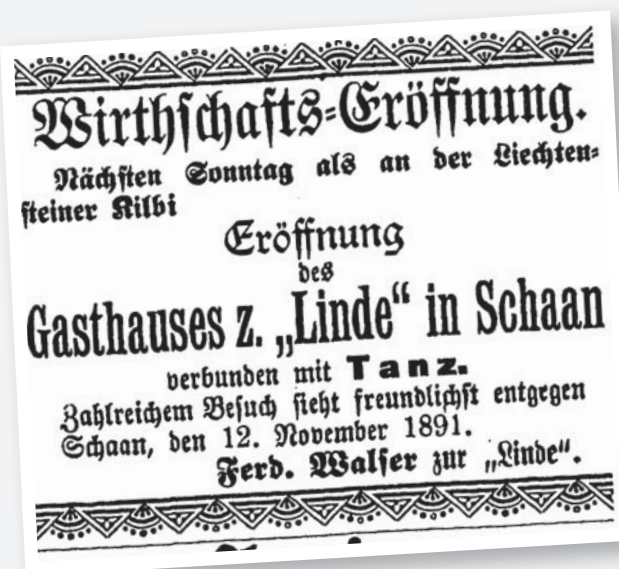 Wirthschafts-Eröffnung.
Nächsten Sonntag als an der Liechten-
steiner Kilbi
Eröffnung
des
Gasthauses z. „Linde“ in Schaan
verbunden mit Tanz.
Zahlreichem Besuch sieht freundlichst entgegen
Schaan, den 12. November 1891.
Ferd. Walser zur „Linde“.